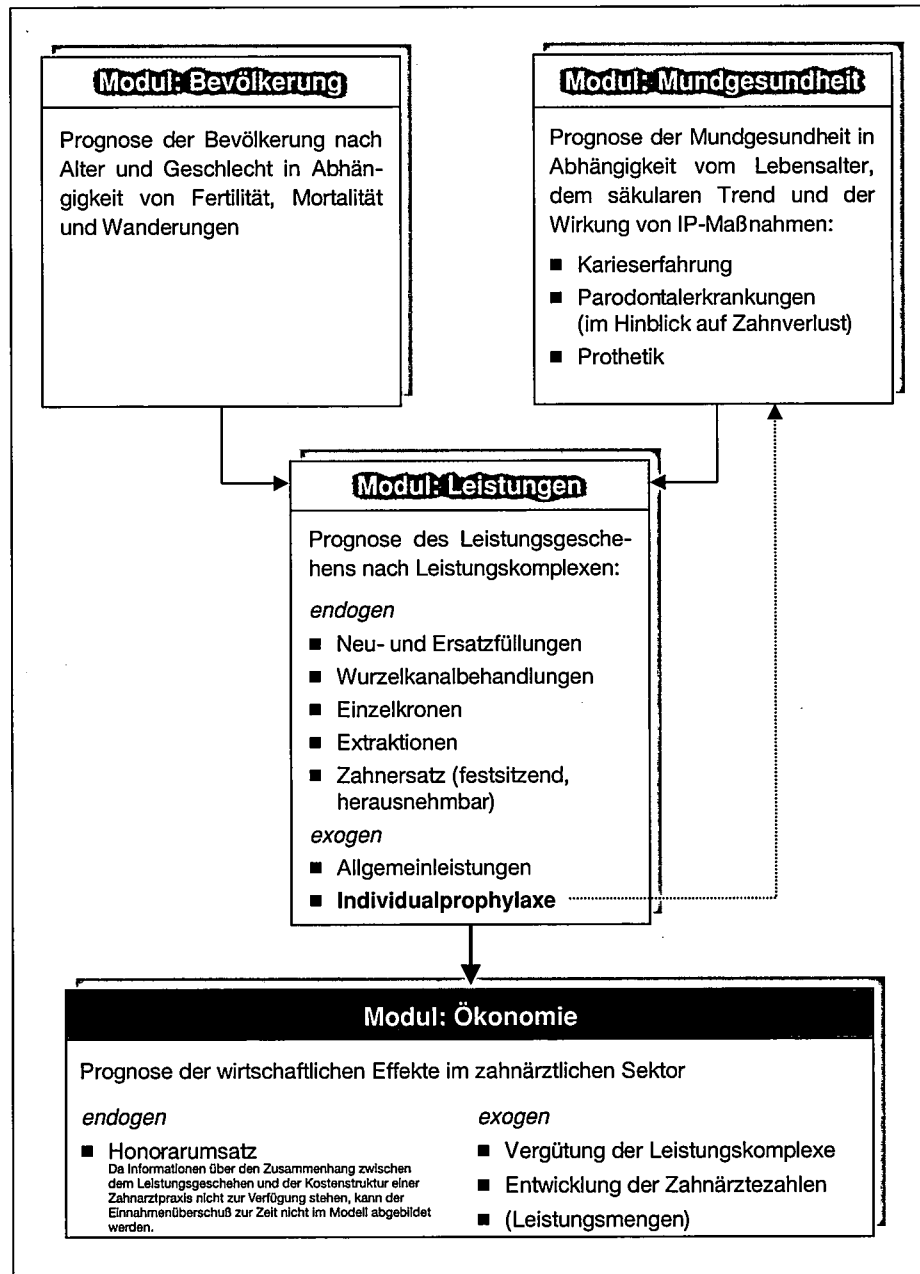 Modul: Bevölkerung
Prognose der Bevölkerung nach
Alter und Geschlecht in Abhän-
gigkeit von Fertilität, Mortalität
und Wanderungen
Modul: Mundgesundheit
Prognose der Mundgesundheit in
Abhängigkeit vom Lebensalter,
dem säkularen Trend und der
Wirkung von IP-Maßnahmen:
■ Karieserfahrung
■ Parodontalerkrankungen
(im Hinblick auf Zahnverlust)
■ Prothetik
Modul: Leistungen
Prognose des Leistungsgesche-
hens nach Leistungskomplexen:
endogen
■ Neu- und Ersatzfüllungen
■ Wurzelkanalbehandlungen
■ Einzelkronen
■ Extraktionen
■ Zahnersatz (festsitzend,
herausnehmbar)
exogen
■ Allgemeinleistungen
■ Individualprophylaxe
Modul: Ökonomie
Prognose der wirtschaftlichen Effekte im zahnärztlichen Sektor
endogen
■ Honorarumsatz
Da Informationen über den Zusammenhang zwischen
dem Leistungsgeschehen und der Kostenstruktur einer
Zahnarztpraxis nicht zur Verfügung stehen, kann der
Einnahmenüberschuß zur Zeit nicht im Modell abgebildet
werden.
exogen
■ Vergütung der Leistungskomplexe
■ Entwicklung der Zahnärztezahlen
■ (Leistungsmengen)